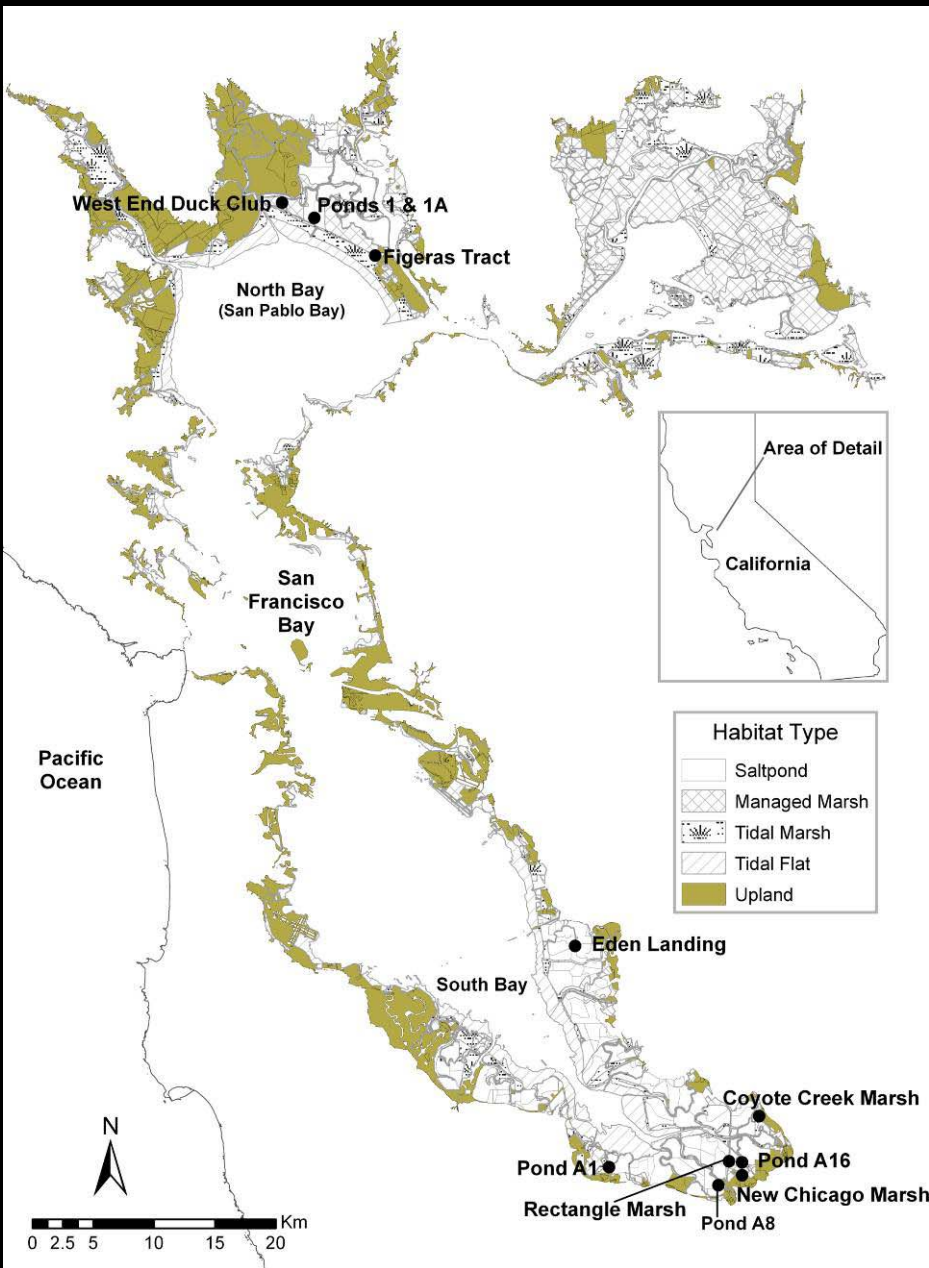 West End Duck Club
Ponds 1 & 1A
Figeras Tract
North Bay
(San Pablo Bay)
Area of Detail
California
San
Francisco
Bay
Habitat Type
Saltpond
Managed Marsh
Tidal Marsh
Tidal Flat
Upland
Pacific
Ocean
Eden Landing
South Bay
Coyote Creek Marsh
Pond A1
Pond A16
Rectangle Marsh
New Chicago Marsh
Pond A8
N
Km
0 2.5 5 10 15 20